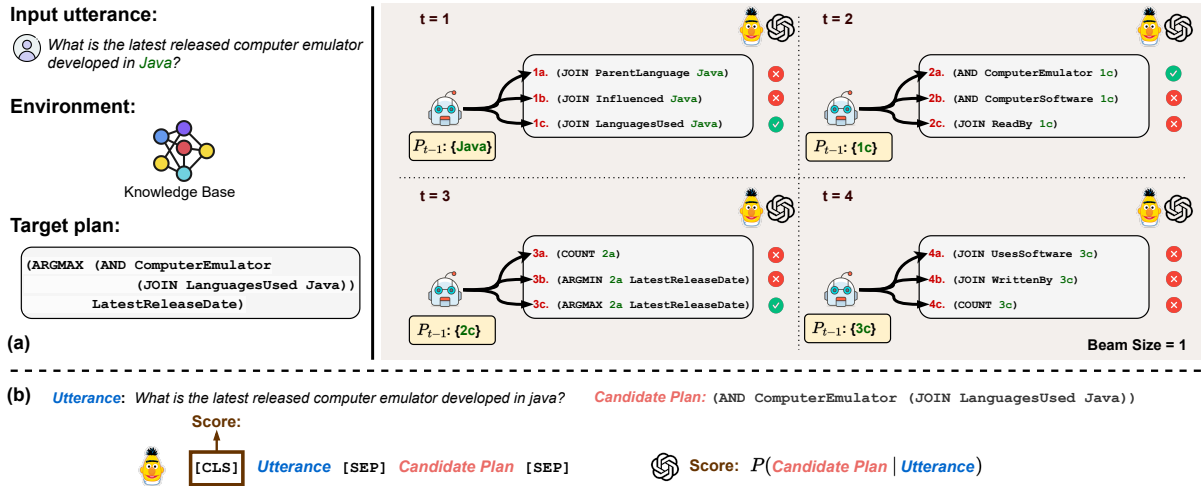 Input utterance:
What is the latest released computer emulator
developed in Java?
Environment:
Knowledge Base
Target plan:
(ARGMAX (AND ComputerEmulator
(JOIN LanguagesUsed Java))
LatestReleaseDate)
(a)
t = 1
1a. (JOIN ParentLanguage Java)
1b. (JOIN Influenced Java)
1c. (JOIN LanguagesUsed Java)
P_{t−1}: {Java}
t = 2
2a. (AND ComputerEmulator 1c)
2b. (AND ComputerSoftware 1c)
2c. (JOIN ReadBy 1c)
P_{t−1}: {1c}
t = 3
3a. (COUNT 2a)
3b. (ARGMIN 2a LatestReleaseDate)
3c. (ARGMAX 2a LatestReleaseDate)
P_{t−1}: {2c}
t = 4
4a. (JOIN UsesSoftware 3c)
4b. (JOIN WrittenBy 3c)
4c. (COUNT 3c)
P_{t−1}: {3c}
Beam Size = 1
(b)
Utterance: What is the latest released computer emulator developed in java?
Candidate Plan: (AND ComputerEmulator (JOIN LanguagesUsed Java))
Score:
[CLS] Utterance [SEP] Candidate Plan [SEP]
Score: P(Candidate Plan | Utterance)